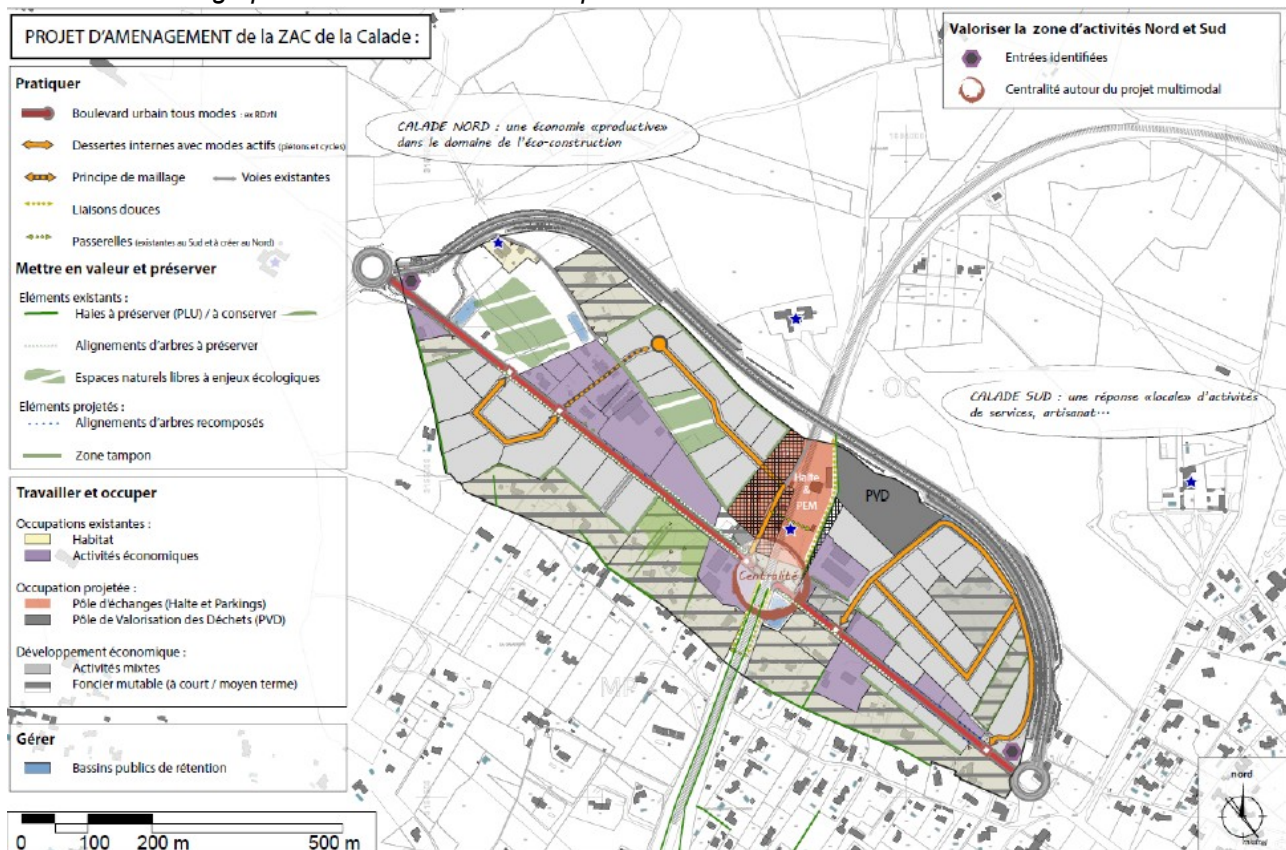 PROJET D'AMENAGEMENT de la ZAC de la Calade :
Pratiquer
Boulevard urbain tous modes : ex RD7N
Dessertes internes avec modes actifs (piétons et cycles)
Principe de maillage
Voies existantes
Liaisons douces
Passerelles (existantes au Sud et à créer au Nord)
Mettre en valeur et préserver
Eléments existants :
Haies à préserver (PLU) / à conserver
Alignements d'arbres à préserver
Espaces naturels libres à enjeux écologiques
Eléments projetés :
Alignements d'arbres recomposés
Zone tampon
Travailler et occuper
Occupations existantes :
Habitat
Activités économiques
Occupation projetée :
Pôle d'échanges (Halte et Parkings)
Pôle de Valorisation des Déchets (PVD)
Développement économique :
Activités mixtes
Foncier mutable (à court / moyen terme)
Gérer
Bassins publics de rétention
0 100 200 m 500 m
Valoriser la zone d'activités Nord et Sud
Entrées identifiées
Centralité autour du projet multimodal
CALADE NORD : une économie «productive»
dans le domaine de l'éco-construction
CALADE SUD : une réponse «locale» d'activités
de services, artisanat...
Halte
&
PEM
PVD
Centralité
nord